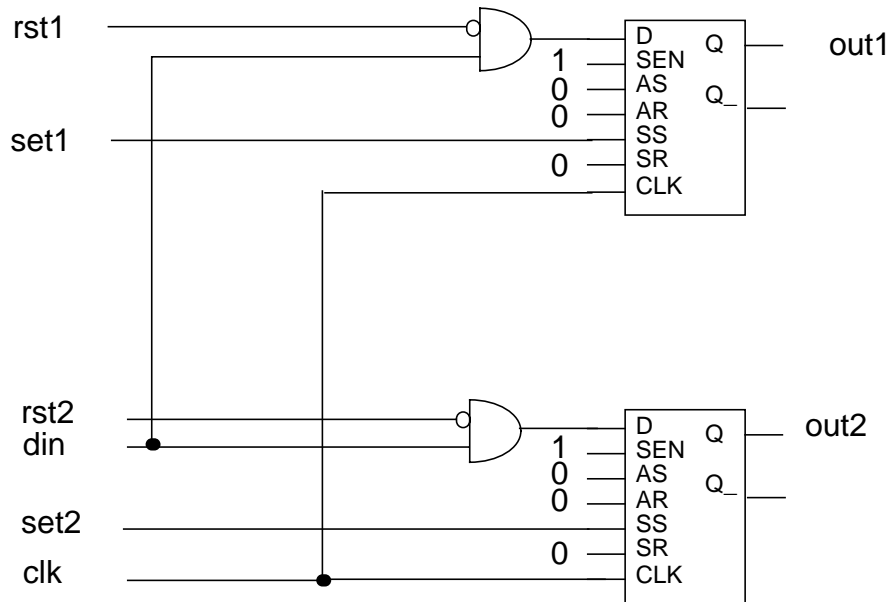 rst1
D
Q
out1
1
SEN
0
AS
Q_
0
AR
set1
SS
0
SR
CLK
rst2
din
D
Q
out2
1
SEN
0
AS
Q_
0
AR
set2
SS
0
SR
clk
CLK